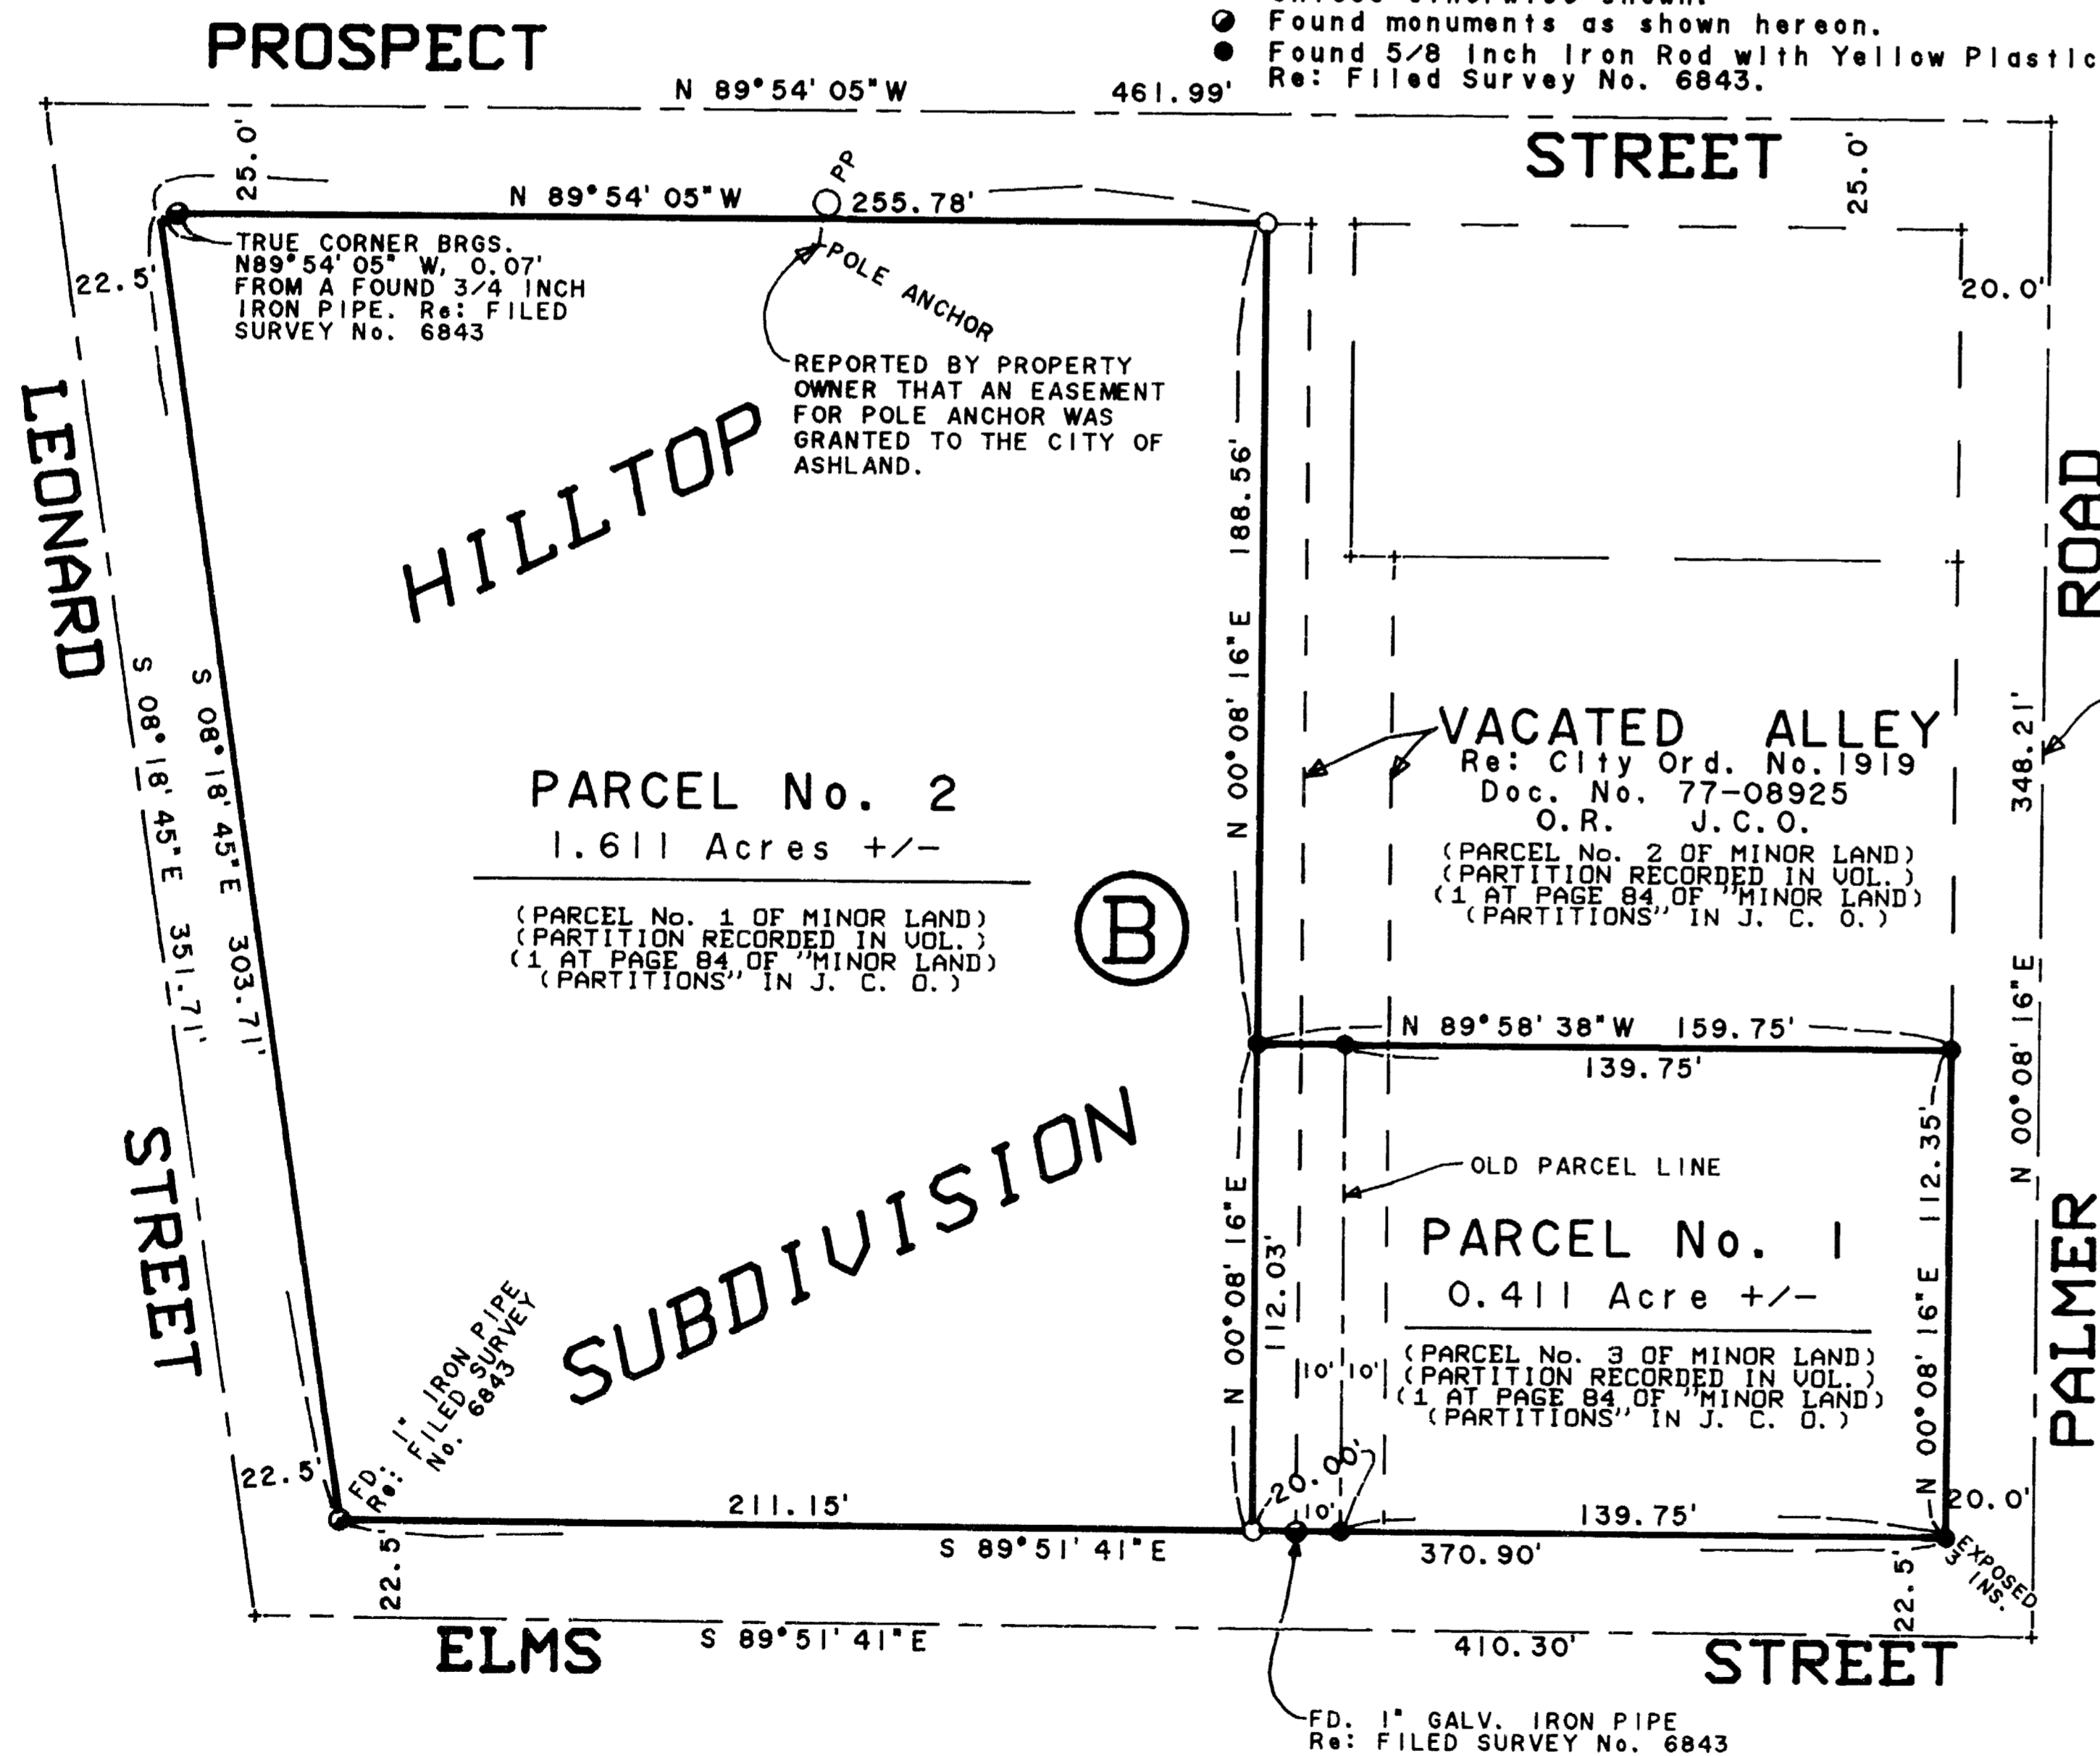 Found monuments as shown hereon.
Found 5/8 Inch Iron Rod with Yellow Plastic
Re: Filed Survey No. 6843.
PROSPECT
N 89°54'05"W 461.99'
STREET
25.0'
25.0'
N 89°54'05"W 255.78'
PP
POLE ANCHOR
TRUE CORNER BRGS.
N89°54'05" W, 0.07'
FROM A FOUND 3/4 INCH
IRON PIPE. Re: FILED
SURVEY No. 6843
22.5'
20.0'
REPORTED BY PROPERTY
OWNER THAT AN EASEMENT
FOR POLE ANCHOR WAS
GRANTED TO THE CITY OF
ASHLAND.
LEONARD
STREET
S 08°18'45"E 351.71'
S 08°18'45"E 303.71'
HILLTOP
SUBDIVISION
N 00°08'16"E 188.56'
PARCEL No. 2
1.611 Acres +/-
(PARCEL No. 1 OF MINOR LAND)
(PARTITION RECORDED IN VOL.)
(1 AT PAGE 84 OF "MINOR LAND)
(PARTITIONS" IN J. C. O.)
B
VACATED ALLEY
Re: City Ord. No. 1919
Doc. No. 77-08925
O.R. J.C.O.
(PARCEL No. 2 OF MINOR LAND)
(PARTITION RECORDED IN VOL.)
(1 AT PAGE 84 OF "MINOR LAND)
(PARTITIONS" IN J. C. O.)
PALMER ROAD
N 00°08'16"E 348.21'
N 89°58'38"W 159.75'
139.75'
OLD PARCEL LINE
N 00°08'16"E
112.03'
N 00°08'16"E 112.35'
PARCEL No. 1
0.411 Acre +/-
(PARCEL No. 3 OF MINOR LAND)
(PARTITION RECORDED IN VOL.)
(1 AT PAGE 84 OF "MINOR LAND)
(PARTITIONS" IN J. C. O.)
10' 10'
20.00'
10'
FD. 1" IRON PIPE
Re: FILED SURVEY
No. 6843
22.5'
22.5'
211.15'
S 89°51'41"E 370.90'
139.75'
20.0'
22.5'
EXPOSED
3 INS.
ELMS
S 89°51'41"E 410.30'
STREET
FD. 1" GALV. IRON PIPE
Re: FILED SURVEY No. 6843